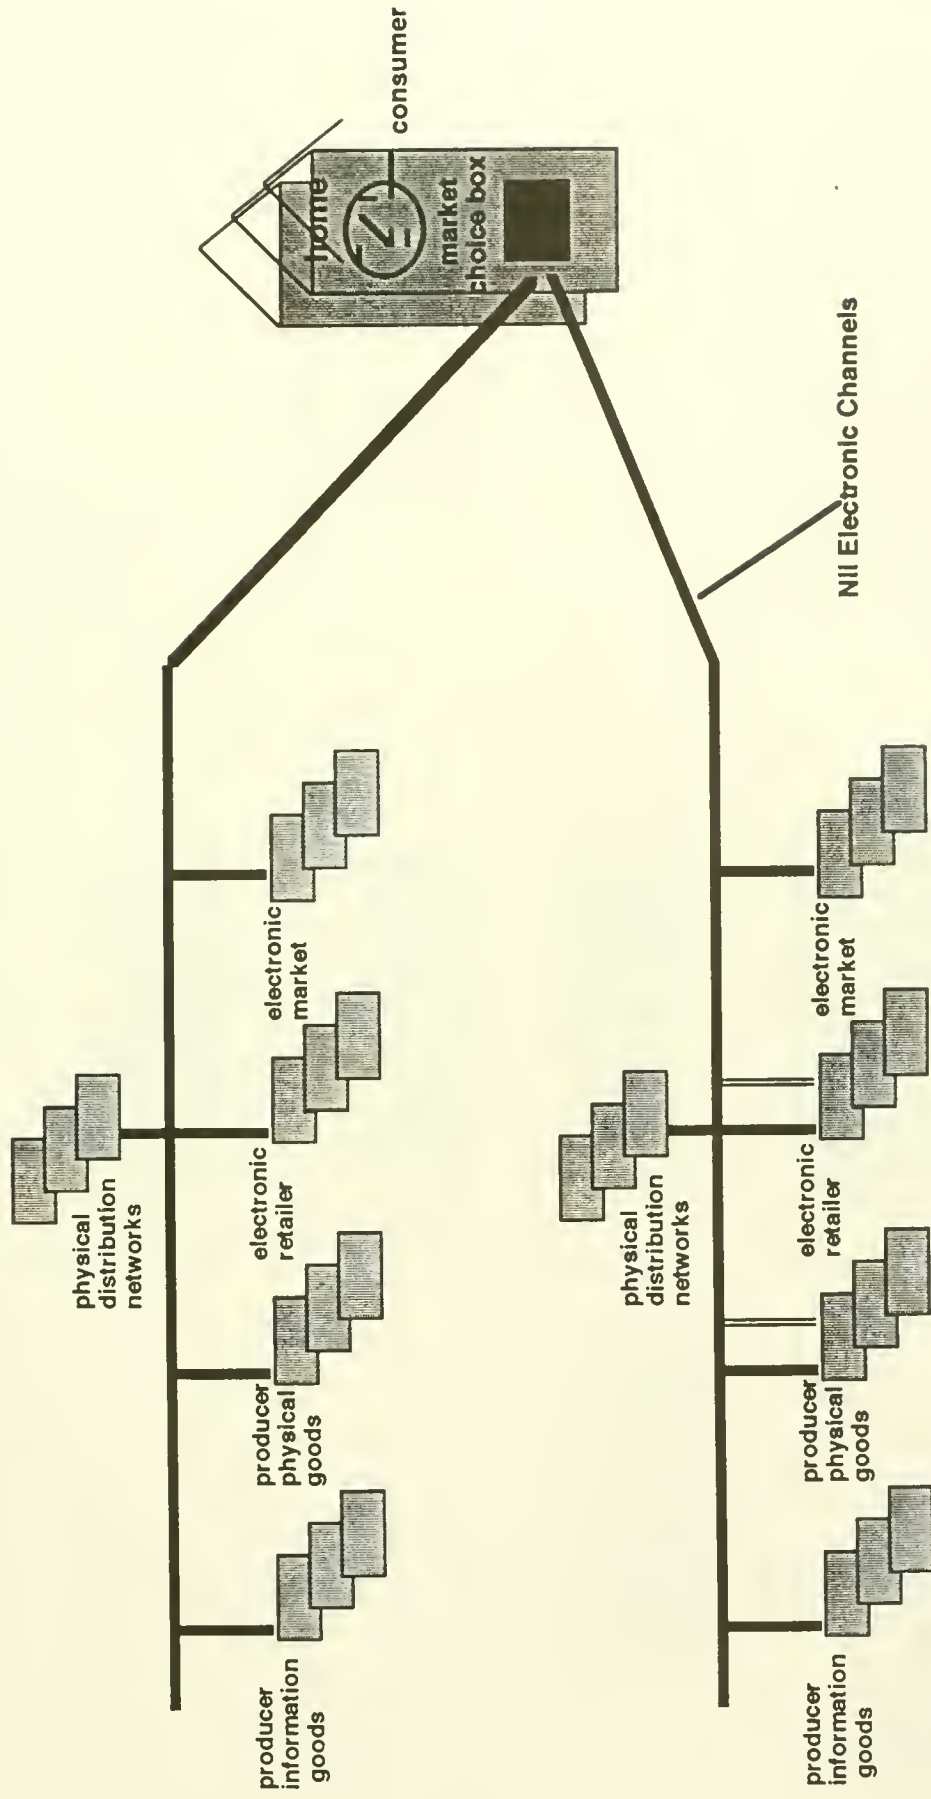 physical
distribution
networks
producer
information
goods
producer
physical
goods
electronic
retailer
electronic
market
home
consumer
market
choice box
physical
distribution
networks
producer
information
goods
producer
physical
goods
electronic
retailer
electronic
market
NII Electronic Channels